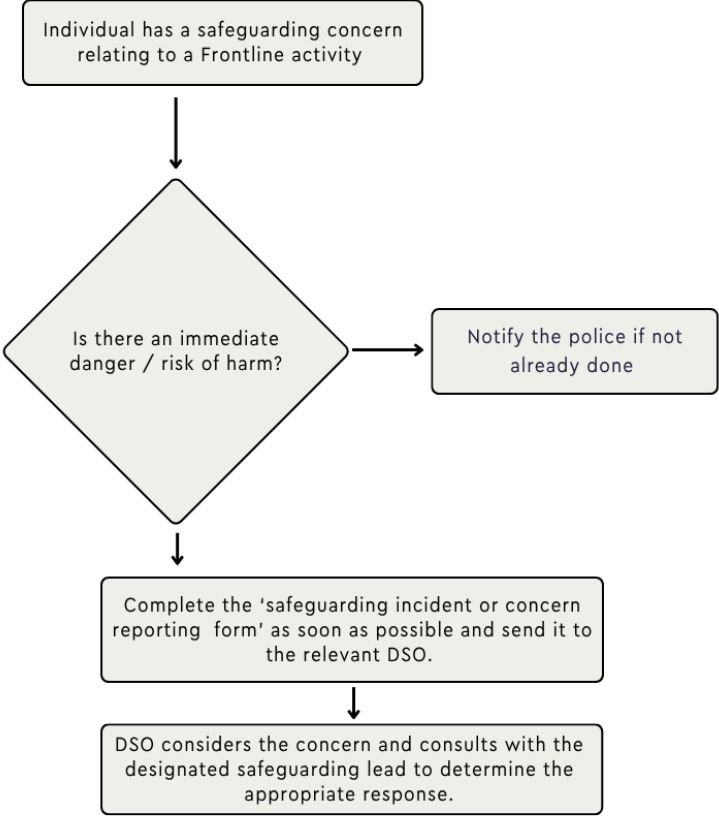 Individual has a safeguarding concern
relating to a Frontline activity
Is there an immediate
danger / risk of harm?
Notify the police if not
already done
Complete the ‘safeguarding incident or concern
reporting  form’ as soon as possible and send it to
the relevant DSO.
DSO considers the concern and consults with the
designated safeguarding lead to determine the
appropriate response.